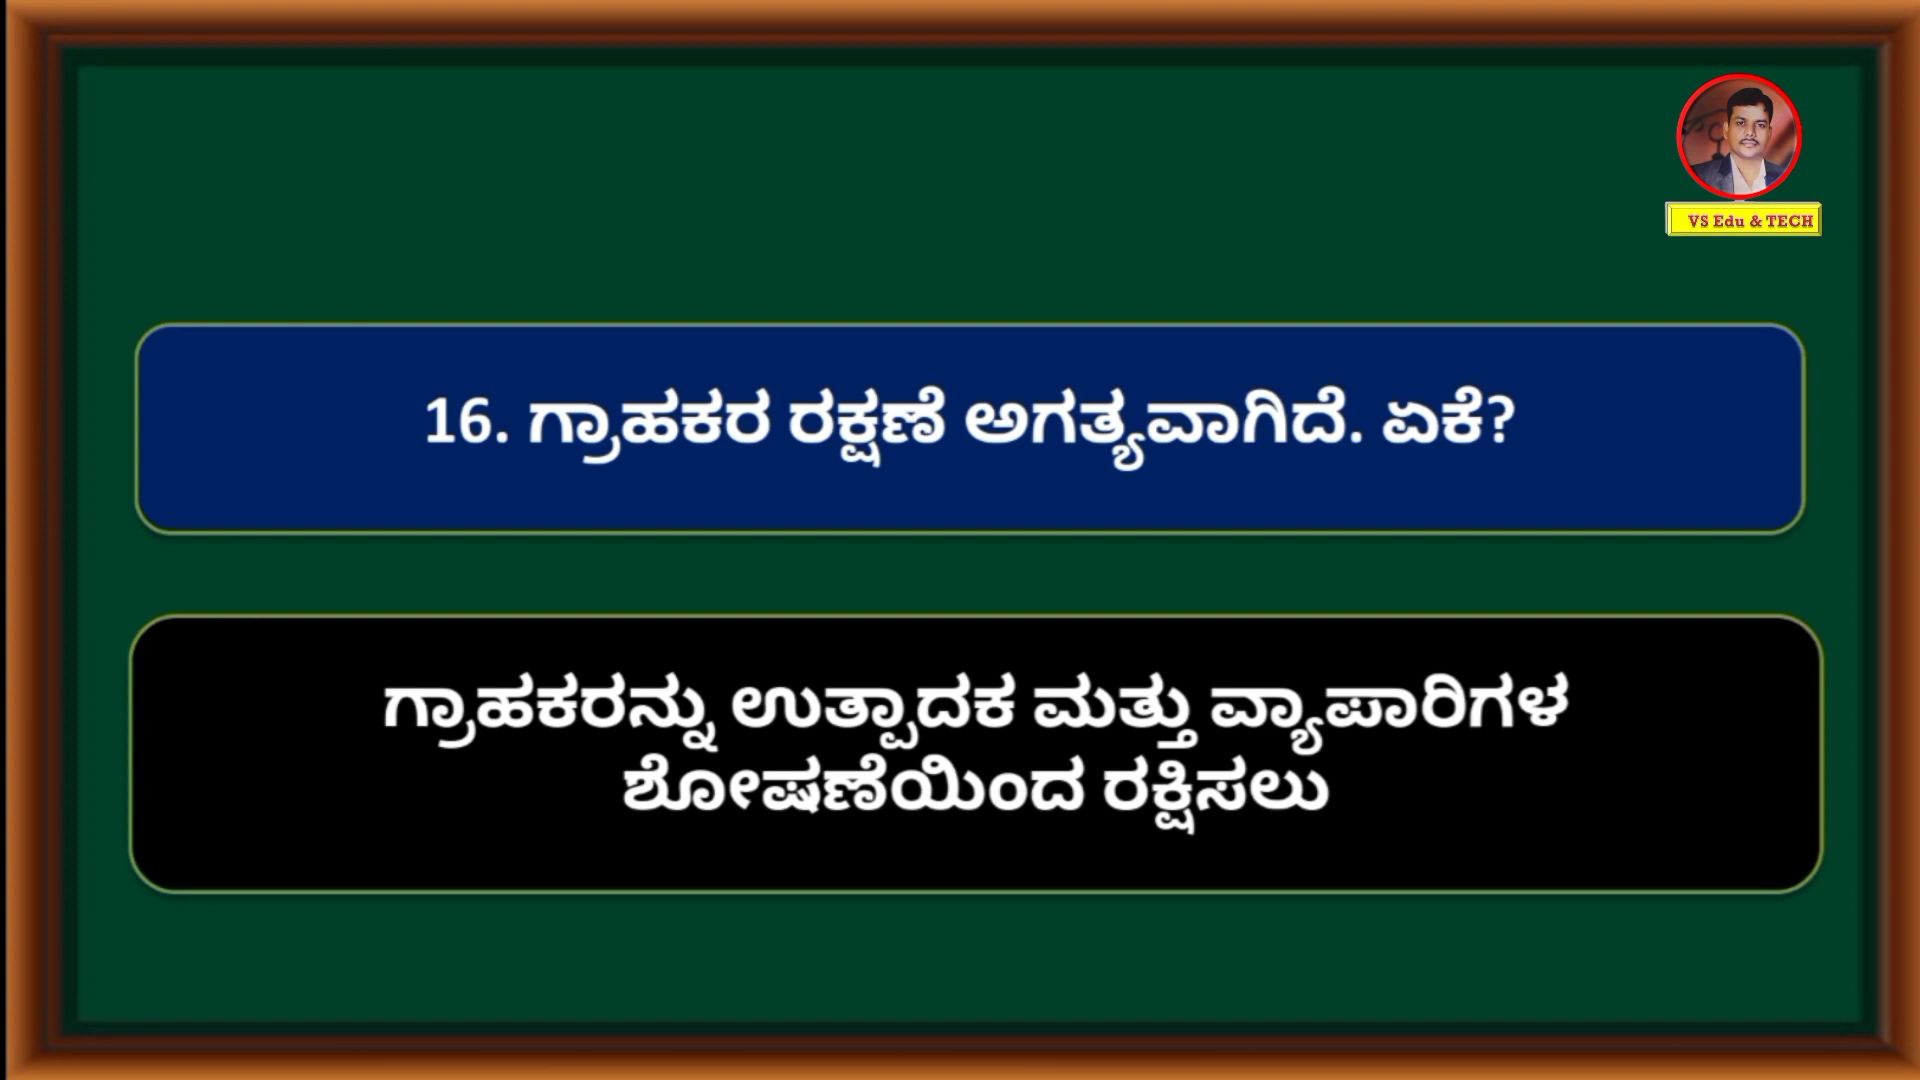 VS Edu & TECH
16. ಗ್ರಾಹಕರ ರಕ್ಷಣೆ ಅಗತ್ಯವಾಗಿದೆ. ಏಕೆ?
ಗ್ರಾಹಕರನ್ನು ಉತ್ಪಾದಕ ಮತ್ತು ವ್ಯಾಪಾರಿಗಳ
ಶೋಷಣೆಯಿಂದ ರಕ್ಷಿಸಲು